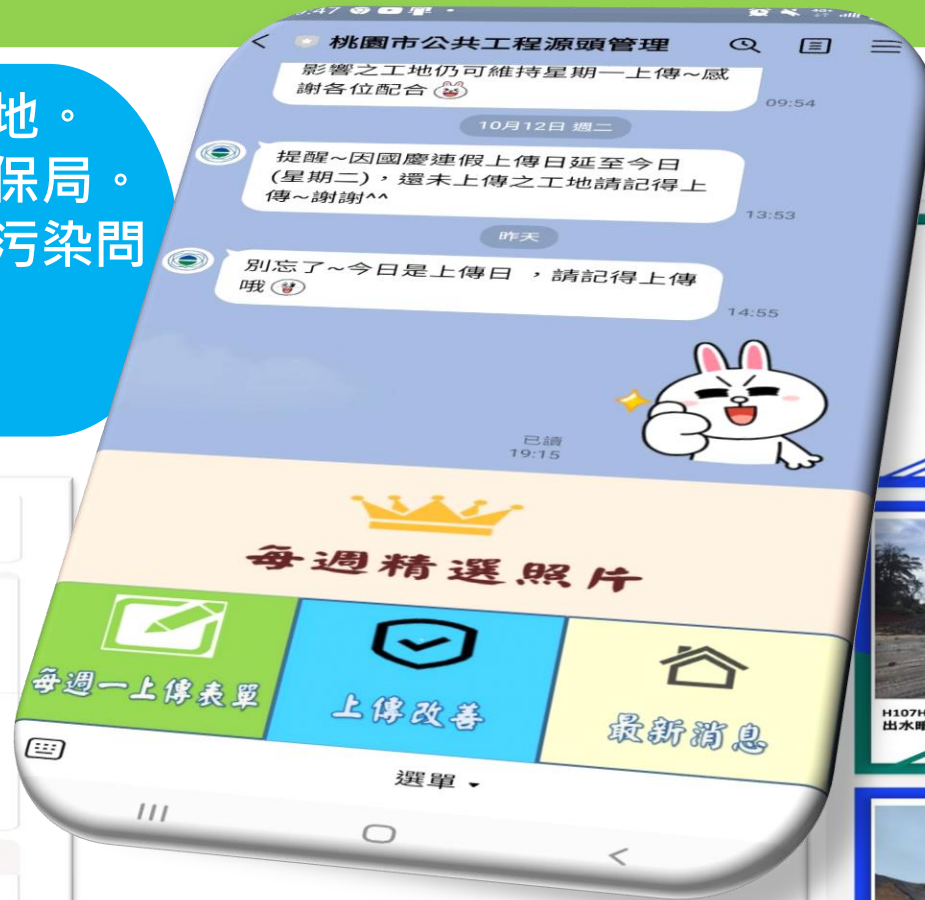 地。
保局。
污染問
桃園市公共工程源頭管理
影響之工地仍可維持星期一上傳~感
謝各位配合
09:54
10月12日 週二
提醒~因國慶連假上傳日延至今日
(星期二)，還未上傳之工地請記得上
傳~謝謝^^
13:53
昨天
別忘了~今日是上傳日 ，請記得上傳
哦
14:55
已讀
19:15
每週精選照片
每週一上傳表單
上傳改善
最新消息
選單
H107H
出水